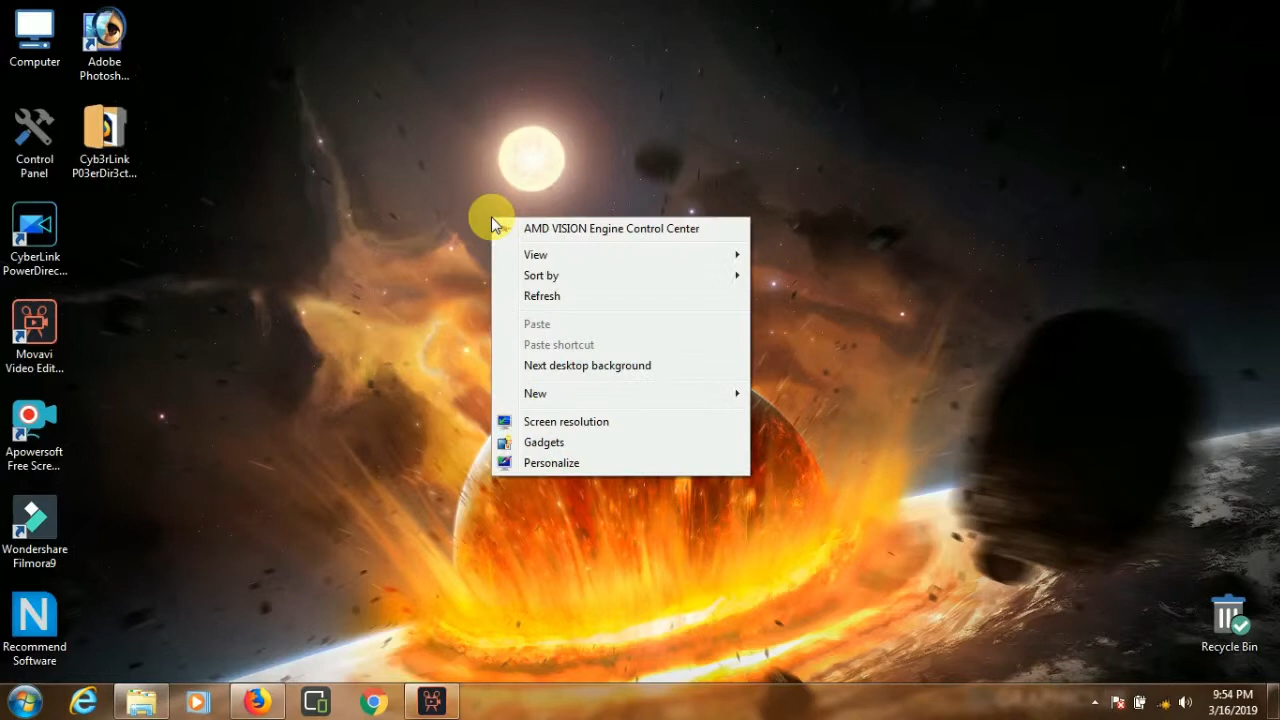 Computer
Adobe
Photosh...
Control
Panel
Cyb3rLink
P03erDir3ct...
CyberLink
PowerDirec...
Movavi
Video Edit...
Apowersoft
Free Scre...
Wondershare
Filmora9
N
Recommend
Software
AMD VISION Engine Control Center
View
Sort by
Refresh
Paste
Paste shortcut
Next desktop background
New
Screen resolution
Gadgets
Personalize
Recycle Bin
9:54 PM
3/16/2019